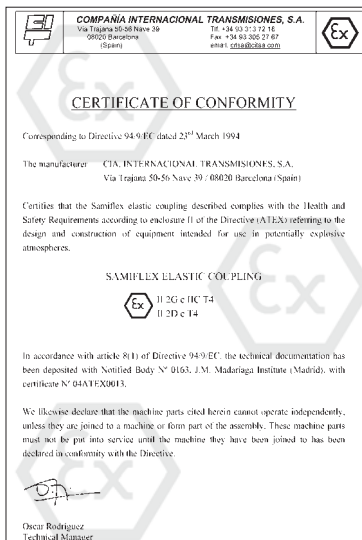 COMPAÑÍA INTERNACIONAL TRANSMISIONES, S.A.
Vía Trajana 50-56 Nave 39
08020 Barcelona
(Spain)
Tlf. +34 93 313 72 16
Fax. +34 93 305 27 67
email. citsa@citsa.com
Ex
CERTIFICATE OF CONFORMITY
Corresponding to Directive 94/9/EC dated 23rd March 1994
The manufacturer CIA. INTERNACIONAL TRANSMISIONES, S.A.
Vía Trajana 50-56 Nave 39 / 08020 Barcelona (Spain)
Certifies that the Samiflex elastic coupling described complies with the Health and
Safety Requirements according to enclosure II of the Directive (ATEX) referring to the
design and construction of equipment intended for use in potentially explosive
atmospheres.
SAMIFLEX ELASTIC COUPLING
Ex II 2G c IIC T4
II 2D c T4
In accordance with article 8(1) of Directive 94/9/EC, the technical documentation has
been deposited with Notified Body Nº 0163, J.M. Madariaga Institute (Madrid), with
certificate Nº 04ATEX0013.
We likewise declare that the machine parts cited herein cannot operate independently,
unless they are joined to a machine or form part of the assembly. These machine parts
must not be put into service until the machine they have been joined to has been
declared in conformity with the Directive.
Oscar Rodríguez
Technical Manager